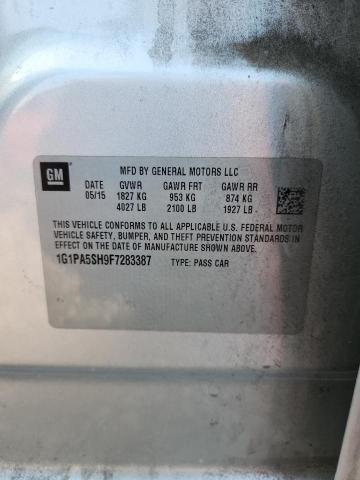 GM
MFD BY GENERAL MOTORS LLC
DATE GVWR GAWR FRT GAWR RR
05/15 1827 KG 953 KG 874 KG
4027 LB 2100 LB 1927 LB
THIS VEHICLE CONFORMS TO ALL APPLICABLE U.S. FEDERAL MOTOR
VEHICLE SAFETY, BUMPER, AND THEFT PREVENTION STANDARDS IN
EFFECT ON THE DATE OF MANUFACTURE SHOWN ABOVE.
1G1PA5SH9F7283387 TYPE: PASS CAR